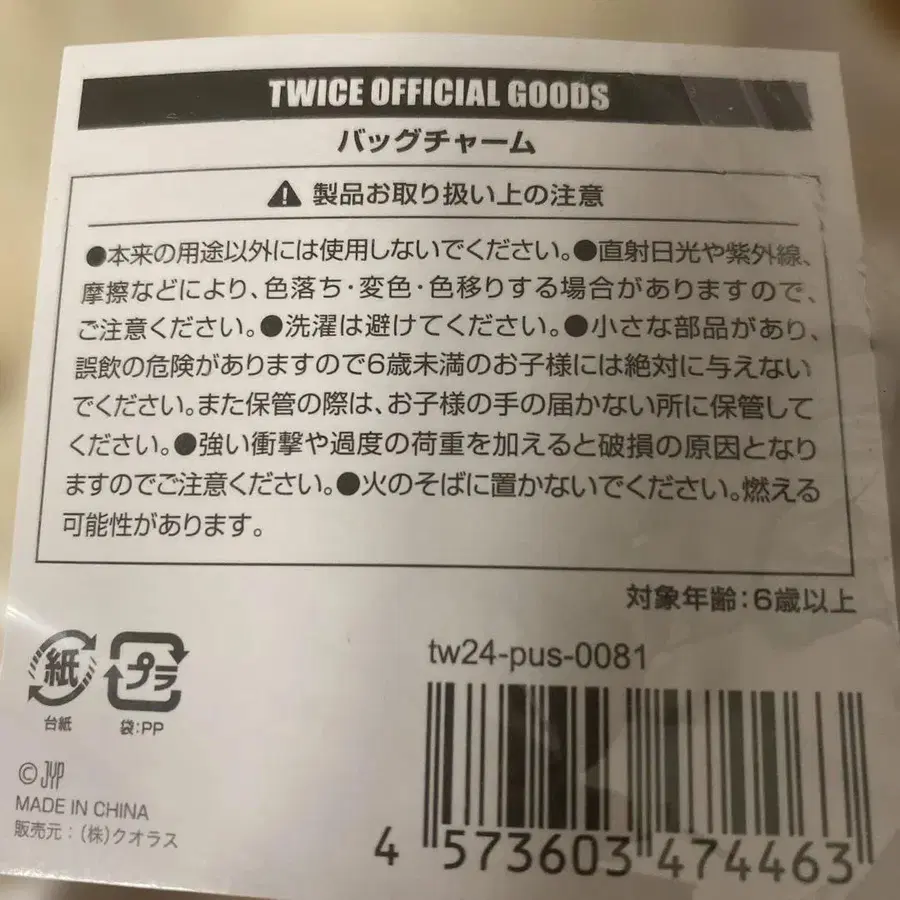 TWICE OFFICIAL GOODS
バッグチャーム
製品お取り扱い上の注意
●本来の用途以外には使用しないでください。●直射日光や紫外線、
摩擦などにより、色落ち・変色・色移りする場合がありますので、
ご注意ください。●洗濯は避けてください。●小さな部品があり、
誤飲の危険がありますので6歳未満のお子様には絶対に与えない
でください。また保管の際は、お子様の手の届かない所に保管して
ください。●強い衝撃や過度の荷重を加えると破損の原因となり
ますのでご注意ください。●火のそばに置かないでください。燃える
可能性があります。
対象年齢:6歳以上
tw24-pus-0081
紙 プラ
台紙 袋:PP
© JYP
MADE IN CHINA
販売元:(株)クオラス
4 573603 474463